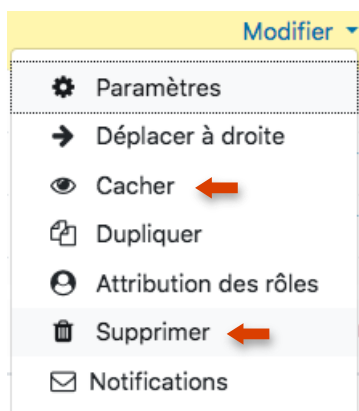 Modifier
Paramètres
Déplacer à droite
Cacher
Dupliquer
Attribution des rôles
Supprimer
Notifications